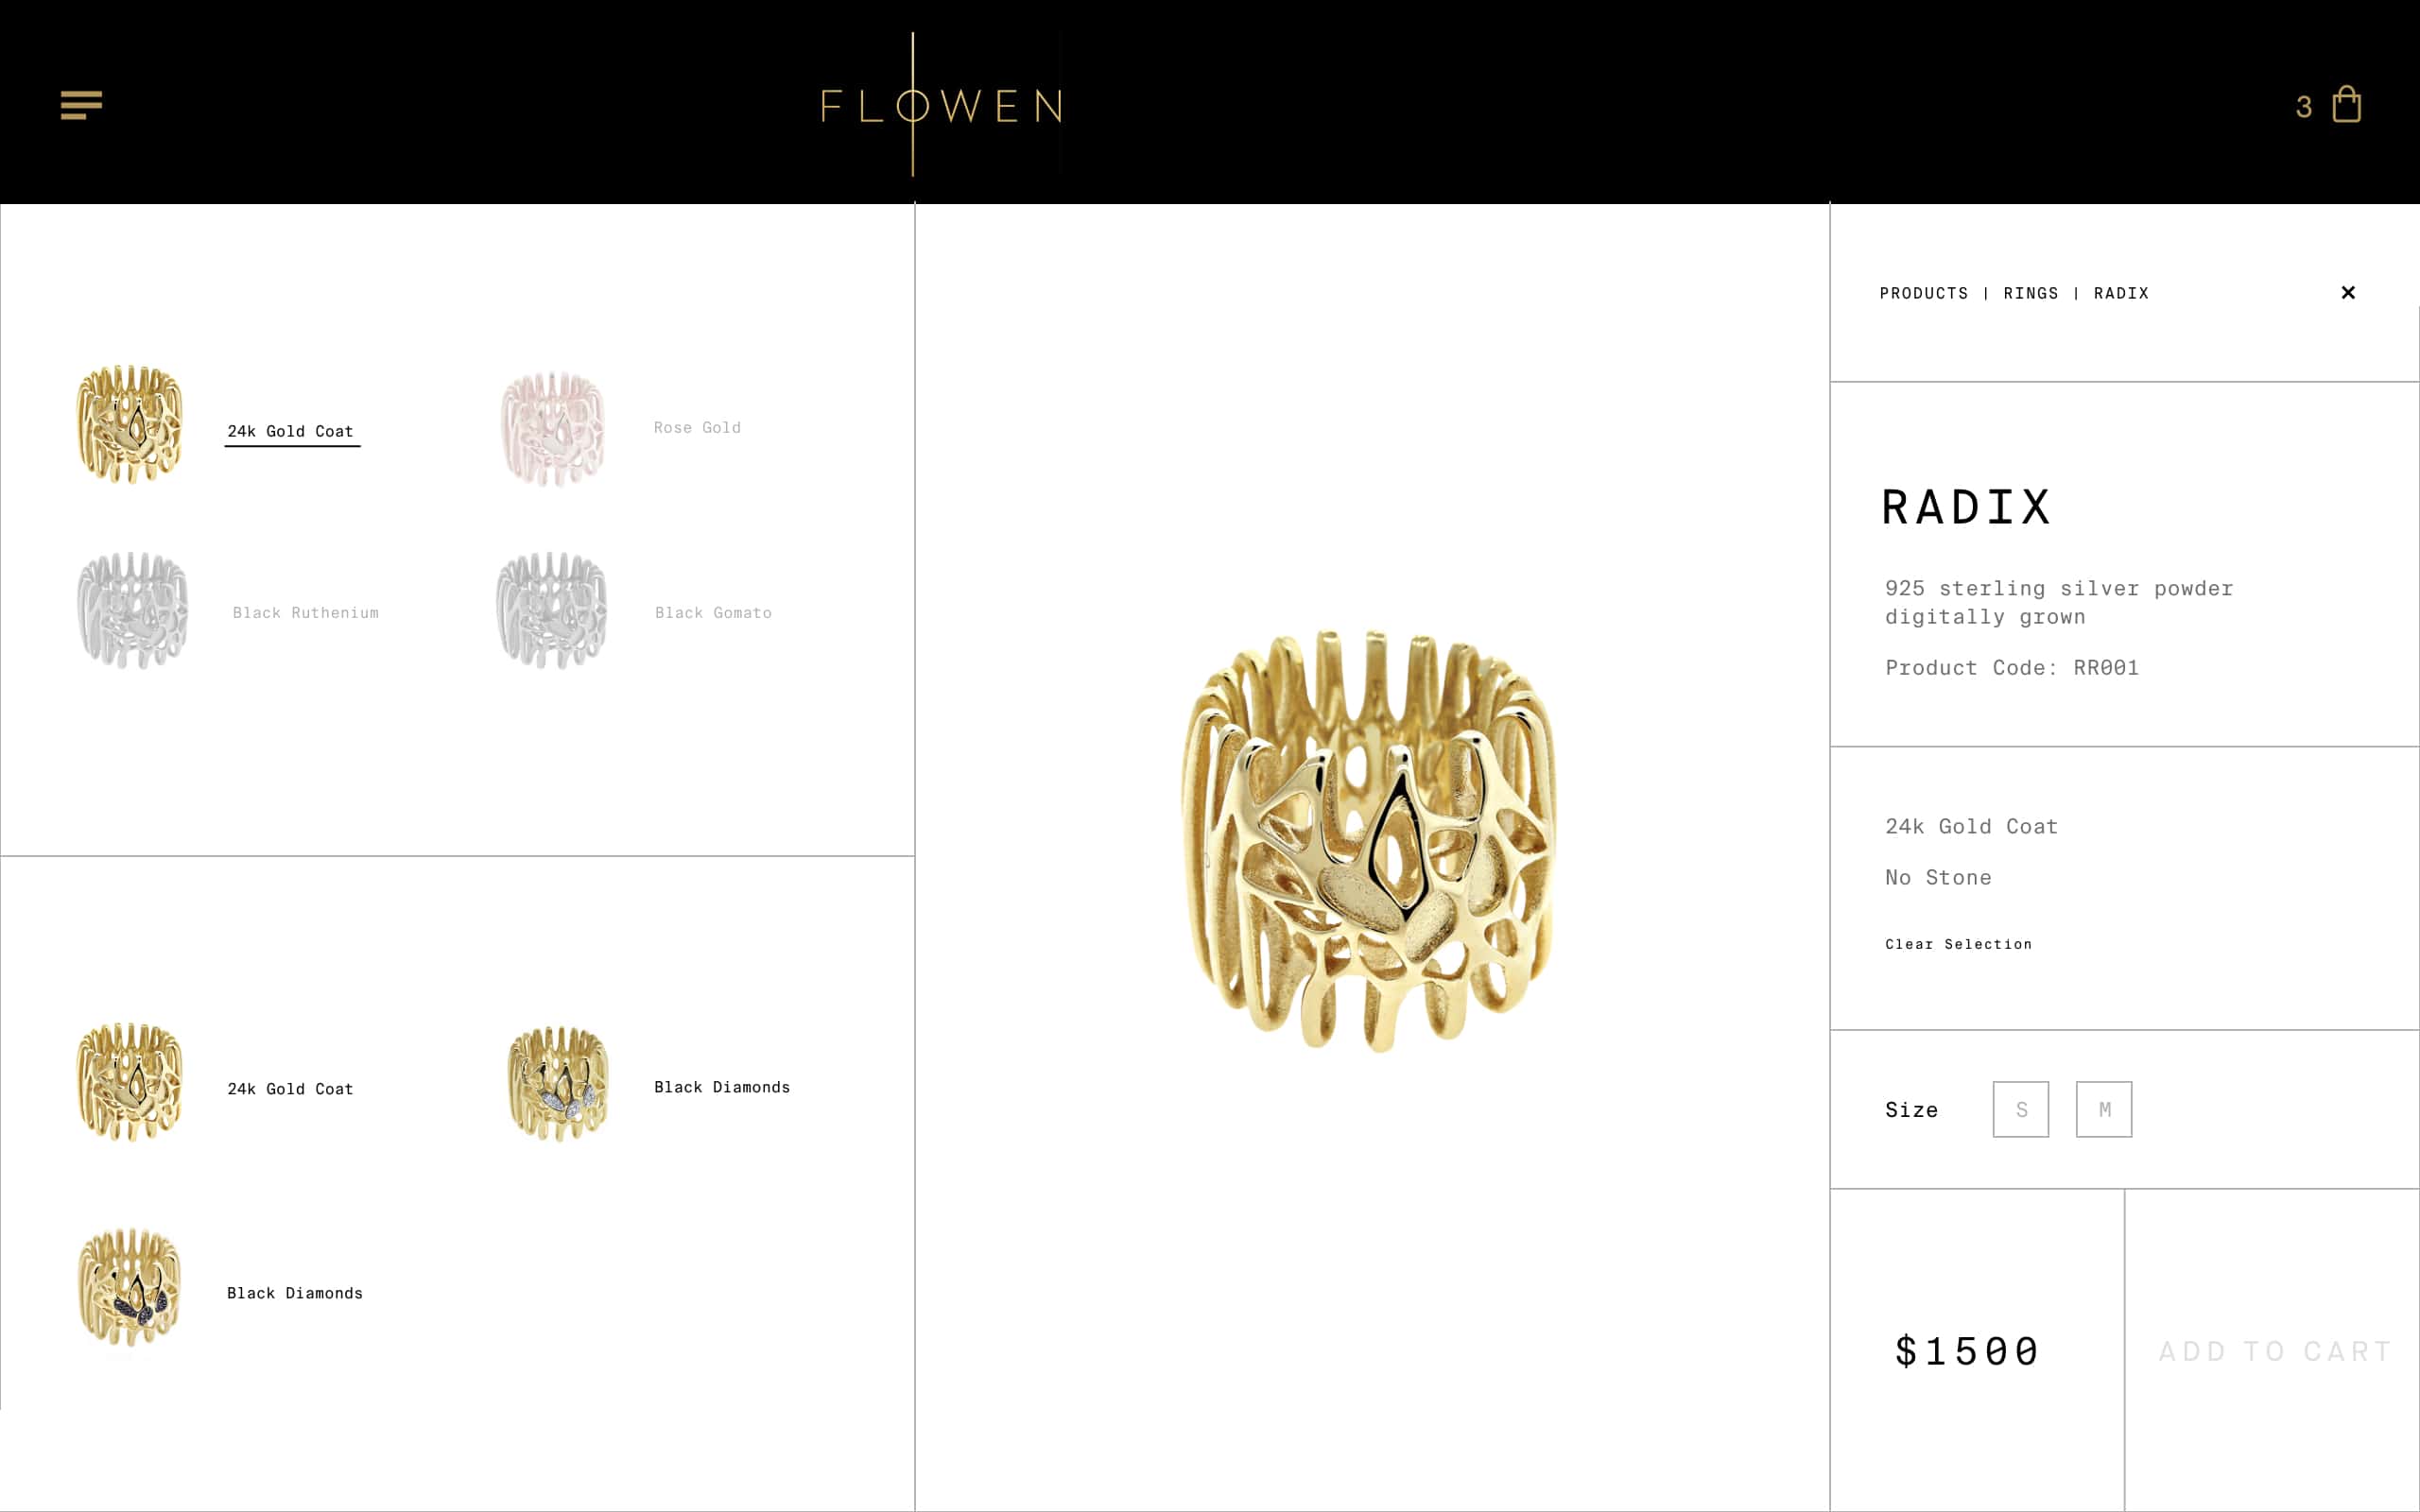 FLOWEN
3
24k Gold Coat
Rose Gold
Black Ruthenium
Black Gomato
24k Gold Coat
Black Diamonds
Black Diamonds
PRODUCTS | RINGS | RADIX
×
RADIX
925 sterling silver powder
digitally grown
Product Code: RR001
24k Gold Coat
No Stone
Clear Selection
Size S M
$1500
ADD TO CART